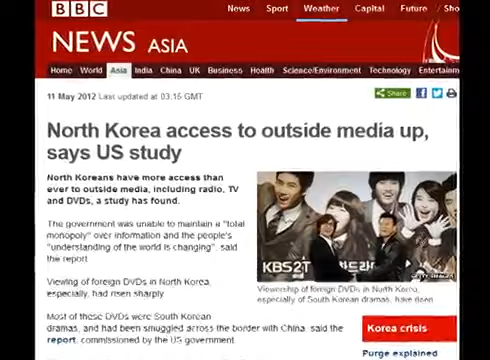 BBC News Sport Weather Capital Future
NEWS ASIA
Home World Asia India China UK Business Health Science/Environment Technology
11 May 2012 Last updated at 03:15 GMT
Share
North Korea access to outside media up,
says US study
North Koreans have more access than
ever to outside media, including radio, TV
and DVDs, a study has found.
The government was unable to maintain a "total
monopoly" over information and the people's
"understanding of the world is changing", said
the report.
Viewing of foreign DVDs in North Korea,
especially, had risen sharply.
Most of these DVDs were South Korean
dramas, and had been smuggled across the border with China, said the
report, commissioned by the US government.
KBS2T
드라
Viewership of foreign DVDs in North Korea,
especially of South Korean dramas, have risen
Korea crisis
Purge explained